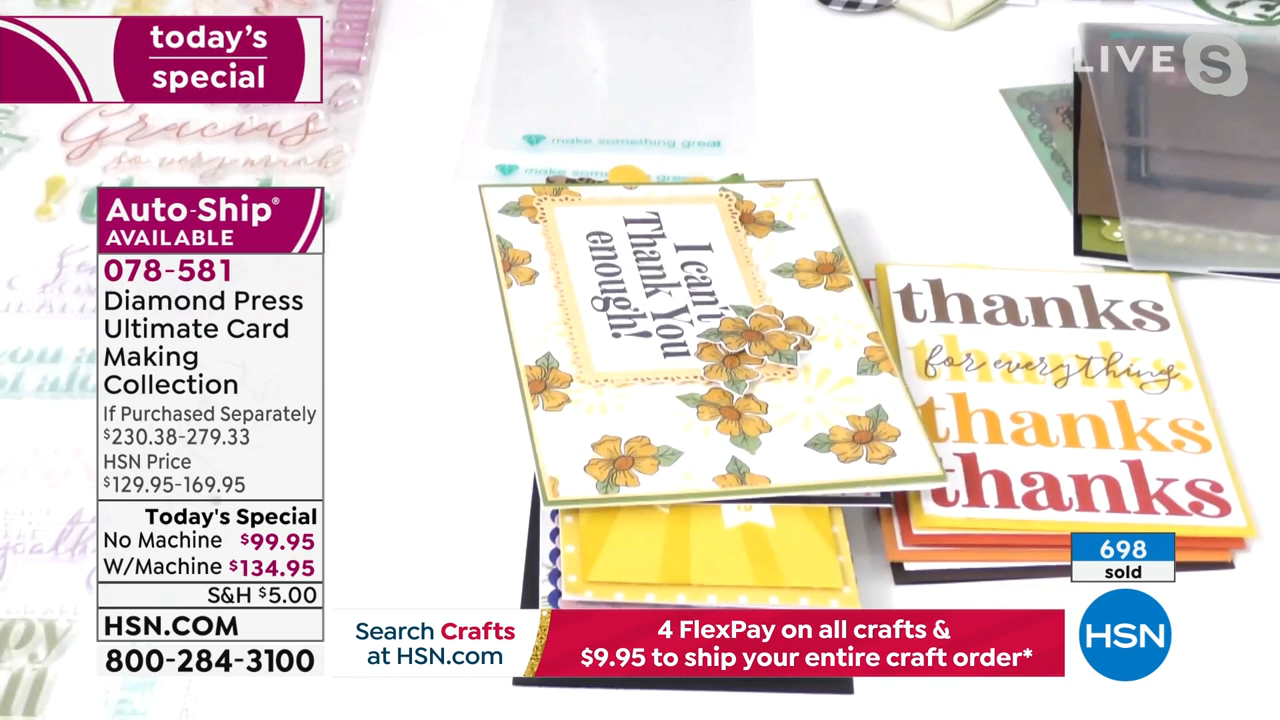 today's
special
LIVE S
Gracias
so very much
make something great
make
Auto-Ship®
AVAILABLE
078-581
Diamond Press
Ultimate Card
Making
Collection
If Purchased Separately
$230.38-279.33
HSN Price
$129.95-169.95
Today's Special
No Machine $99.95
W/Machine $134.95
S&H $5.00
HSN.COM
800-284-3100
I can't
Thank You
enough!
thanks
thanks
for everything
thanks
thanks
698
sold
Search Crafts
at HSN.com
4 FlexPay on all crafts &
$9.95 to ship your entire craft order*
HSN